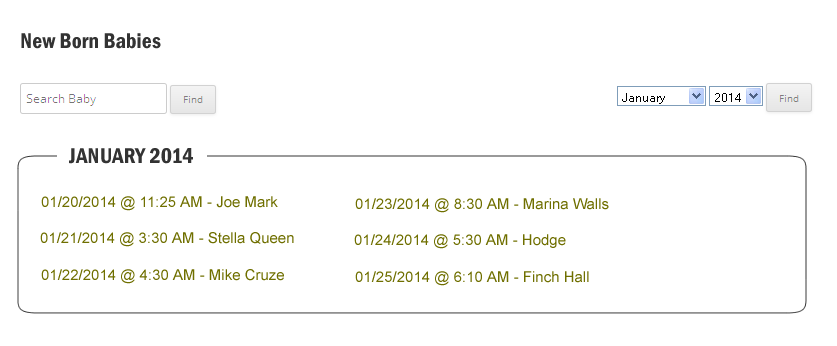 New Born Babies
Search Baby
Find
January
2014
Find
JANUARY 2014
01/20/2014 @ 11:25 AM - Joe Mark
01/21/2014 @ 3:30 AM - Stella Queen
01/22/2014 @ 4:30 AM - Mike Cruze
01/23/2014 @ 8:30 AM - Marina Walls
01/24/2014 @ 5:30 AM - Hodge
01/25/2014 @ 6:10 AM - Finch Hall